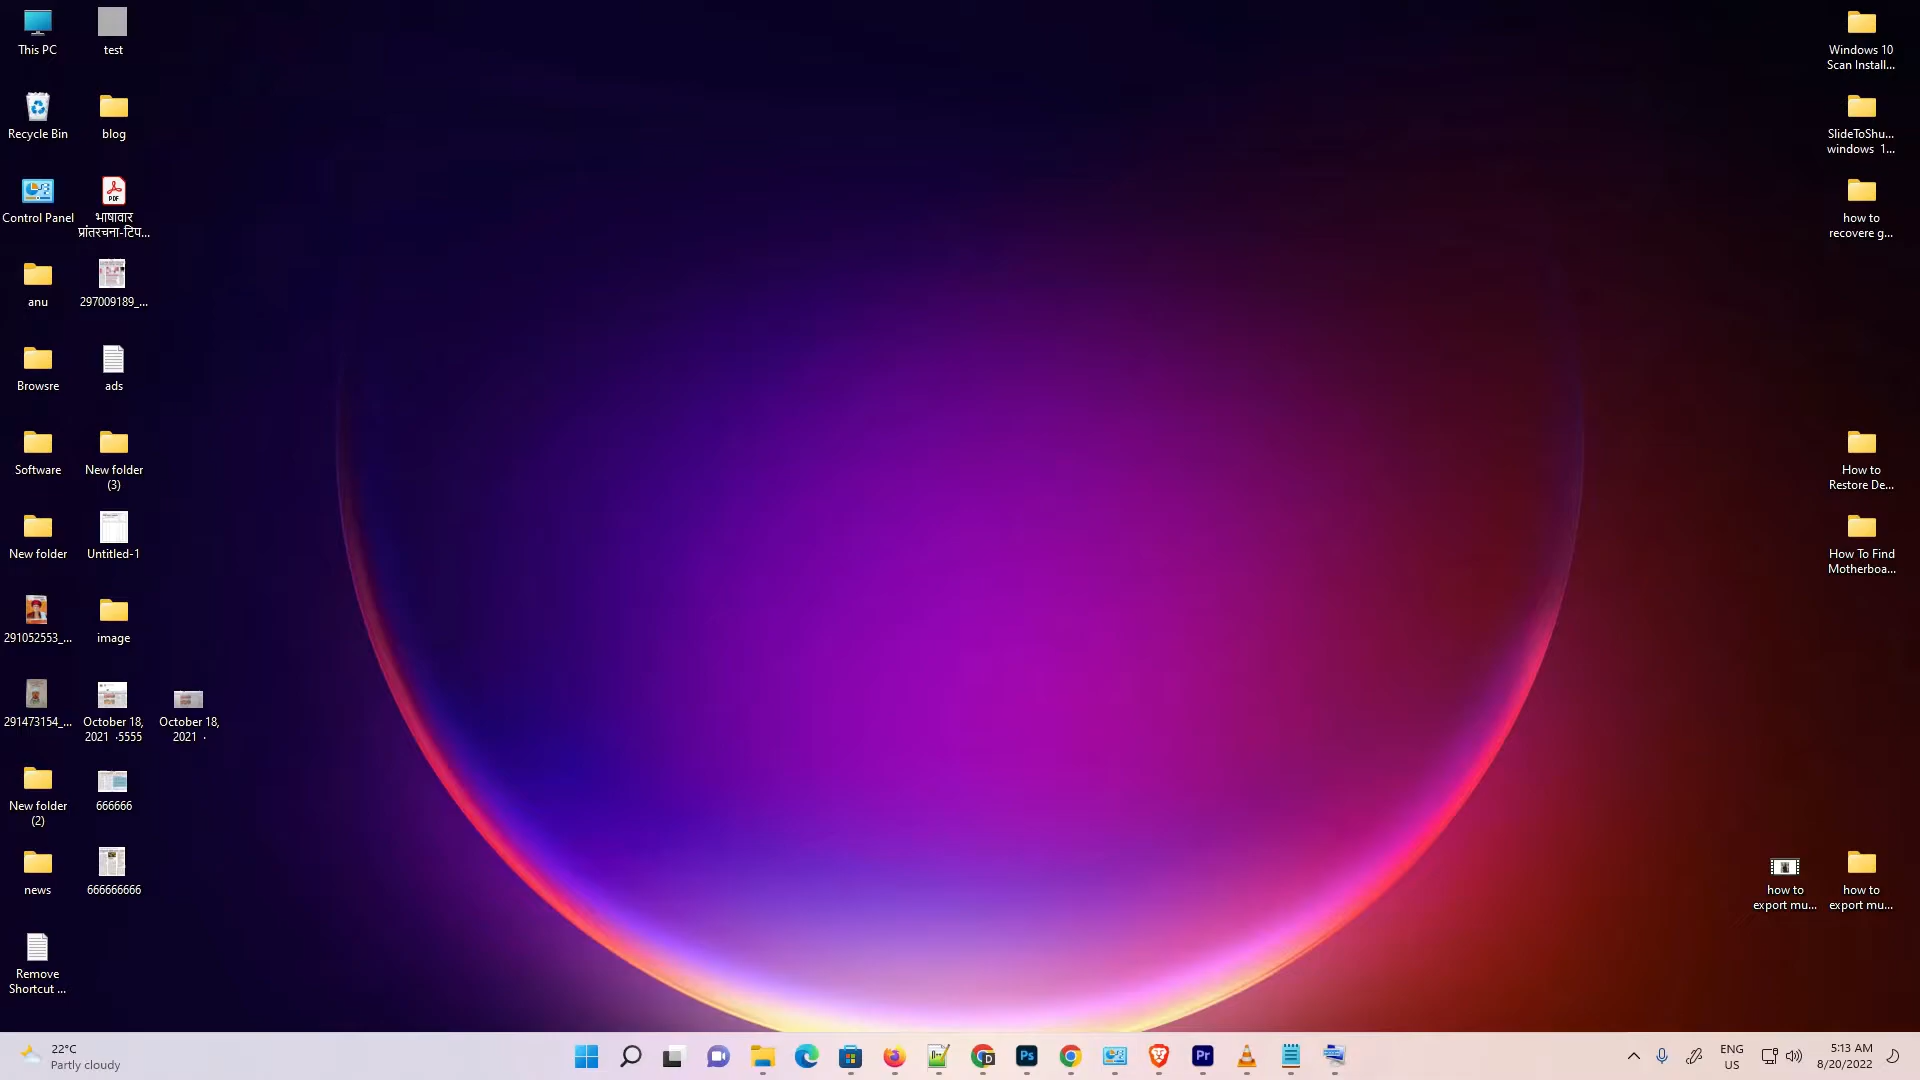 This PC
test
Windows 10
Scan Install...
Recycle Bin
blog
SlideToShu...
windows 1...
Control Panel
भाषावार
प्रांतरचना-टिप...
how to
recovere g...
anu
297009189_...
Browsre
ads
Software
New folder
(3)
How to
Restore De...
New folder
Untitled-1
How To Find
Motherboa...
291052553_...
image
291473154_...
October 18,
2021 ·5555
October 18,
2021 ·
New folder
(2)
666666
news
666666666
how to
export mu...
how to
export mu...
Remove
Shortcut ...
22°C
Partly cloudy
ENG
US
5:13 AM
8/20/2022